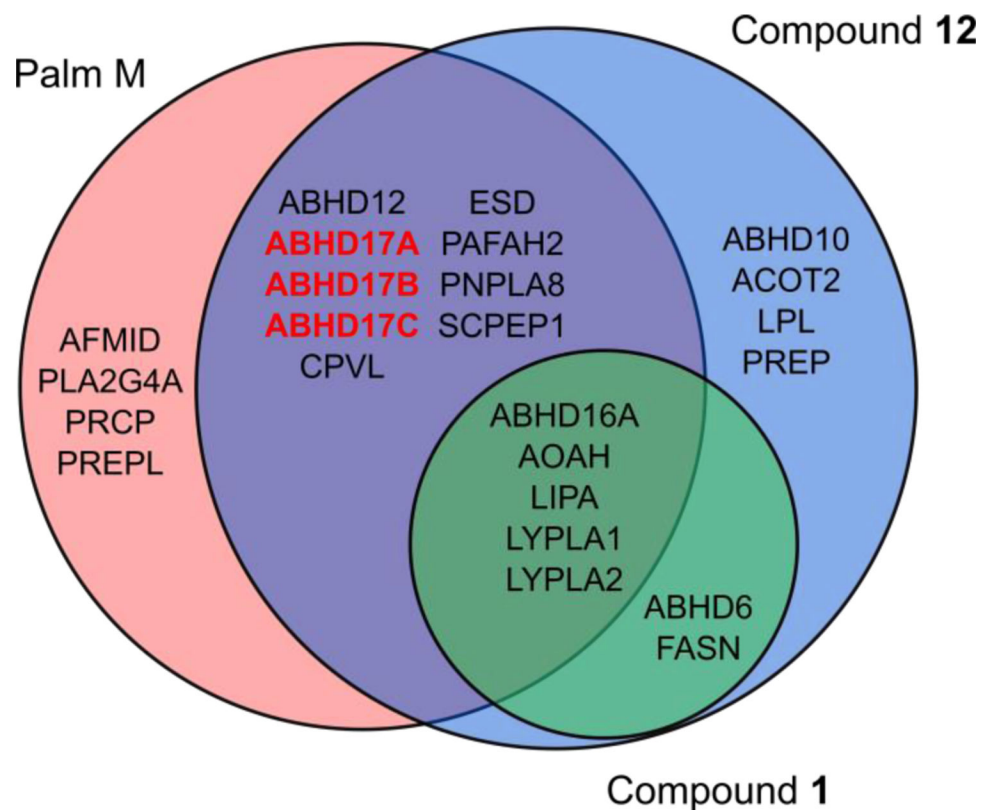 Compound 12
Palm M
ABHD12 ESD
ABHD17A PAFAH2
ABHD17B PNPLA8
ABHD17C SCPEP1
CPVL
ABHD10
ACOT2
LPL
PREP
AFMID
PLA2G4A
PRCP
PREPL
ABHD16A
AOAH
LIPA
LYPLA1
LYPLA2
ABHD6
FASN
Compound 1